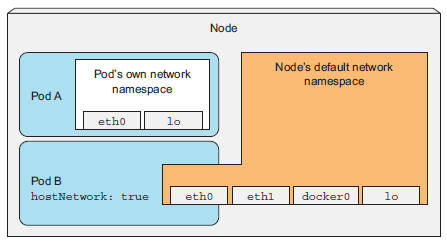 Node
Pod A
Pod's own network
namespace
eth0 lo
Node's default network
namespace
Pod B
hostNetwork: true
eth0 eth1 docker0 lo